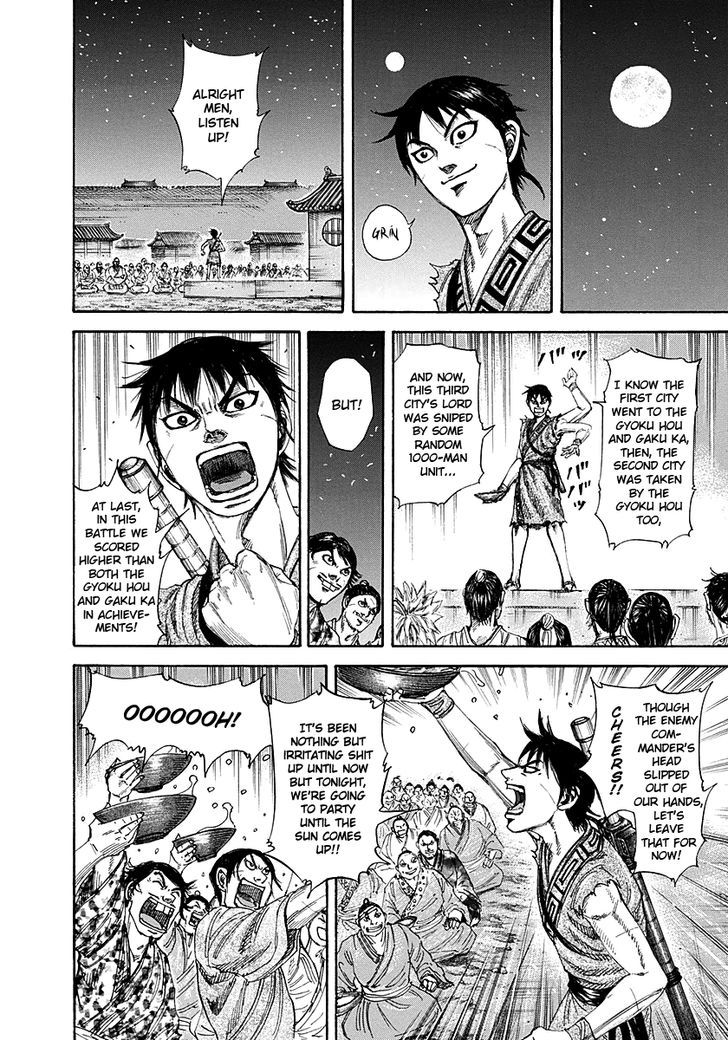 GRIN
ALRIGHT
MEN,
LISTEN
UP!
I KNOW THE
FIRST CITY
WENT TO THE
GYOKU HOU
AND GAKU KA,
THEN, THE
SECOND CITY
WAS TAKEN
BY THE
GYOKU HOU
TOO,
AND NOW,
THIS THIRD
CITY'S LORD
WAS SNIPED
BY SOME
RANDOM
1000-MAN
UNIT...
BUT!
AT LAST,
IN THIS
BATTLE WE
SCORED
HIGHER THAN
BOTH THE
GYOKU HOU
AND GAKU KA
IN ACHIEVE-
MENTS!
THOUGH
THE ENEMY
COM-
MANDER'S
HEAD
SLIPPED
OUT OF
OUR HANDS,
LET'S
LEAVE
THAT FOR
NOW!
CHEERS!!
IT'S BEEN
NOTHING BUT
IRRITATING SHIT
UP UNTIL NOW
BUT TONIGHT,
WE'RE GOING
TO PARTY
UNTIL THE
SUN COMES
UP!!
OOOOOOH!